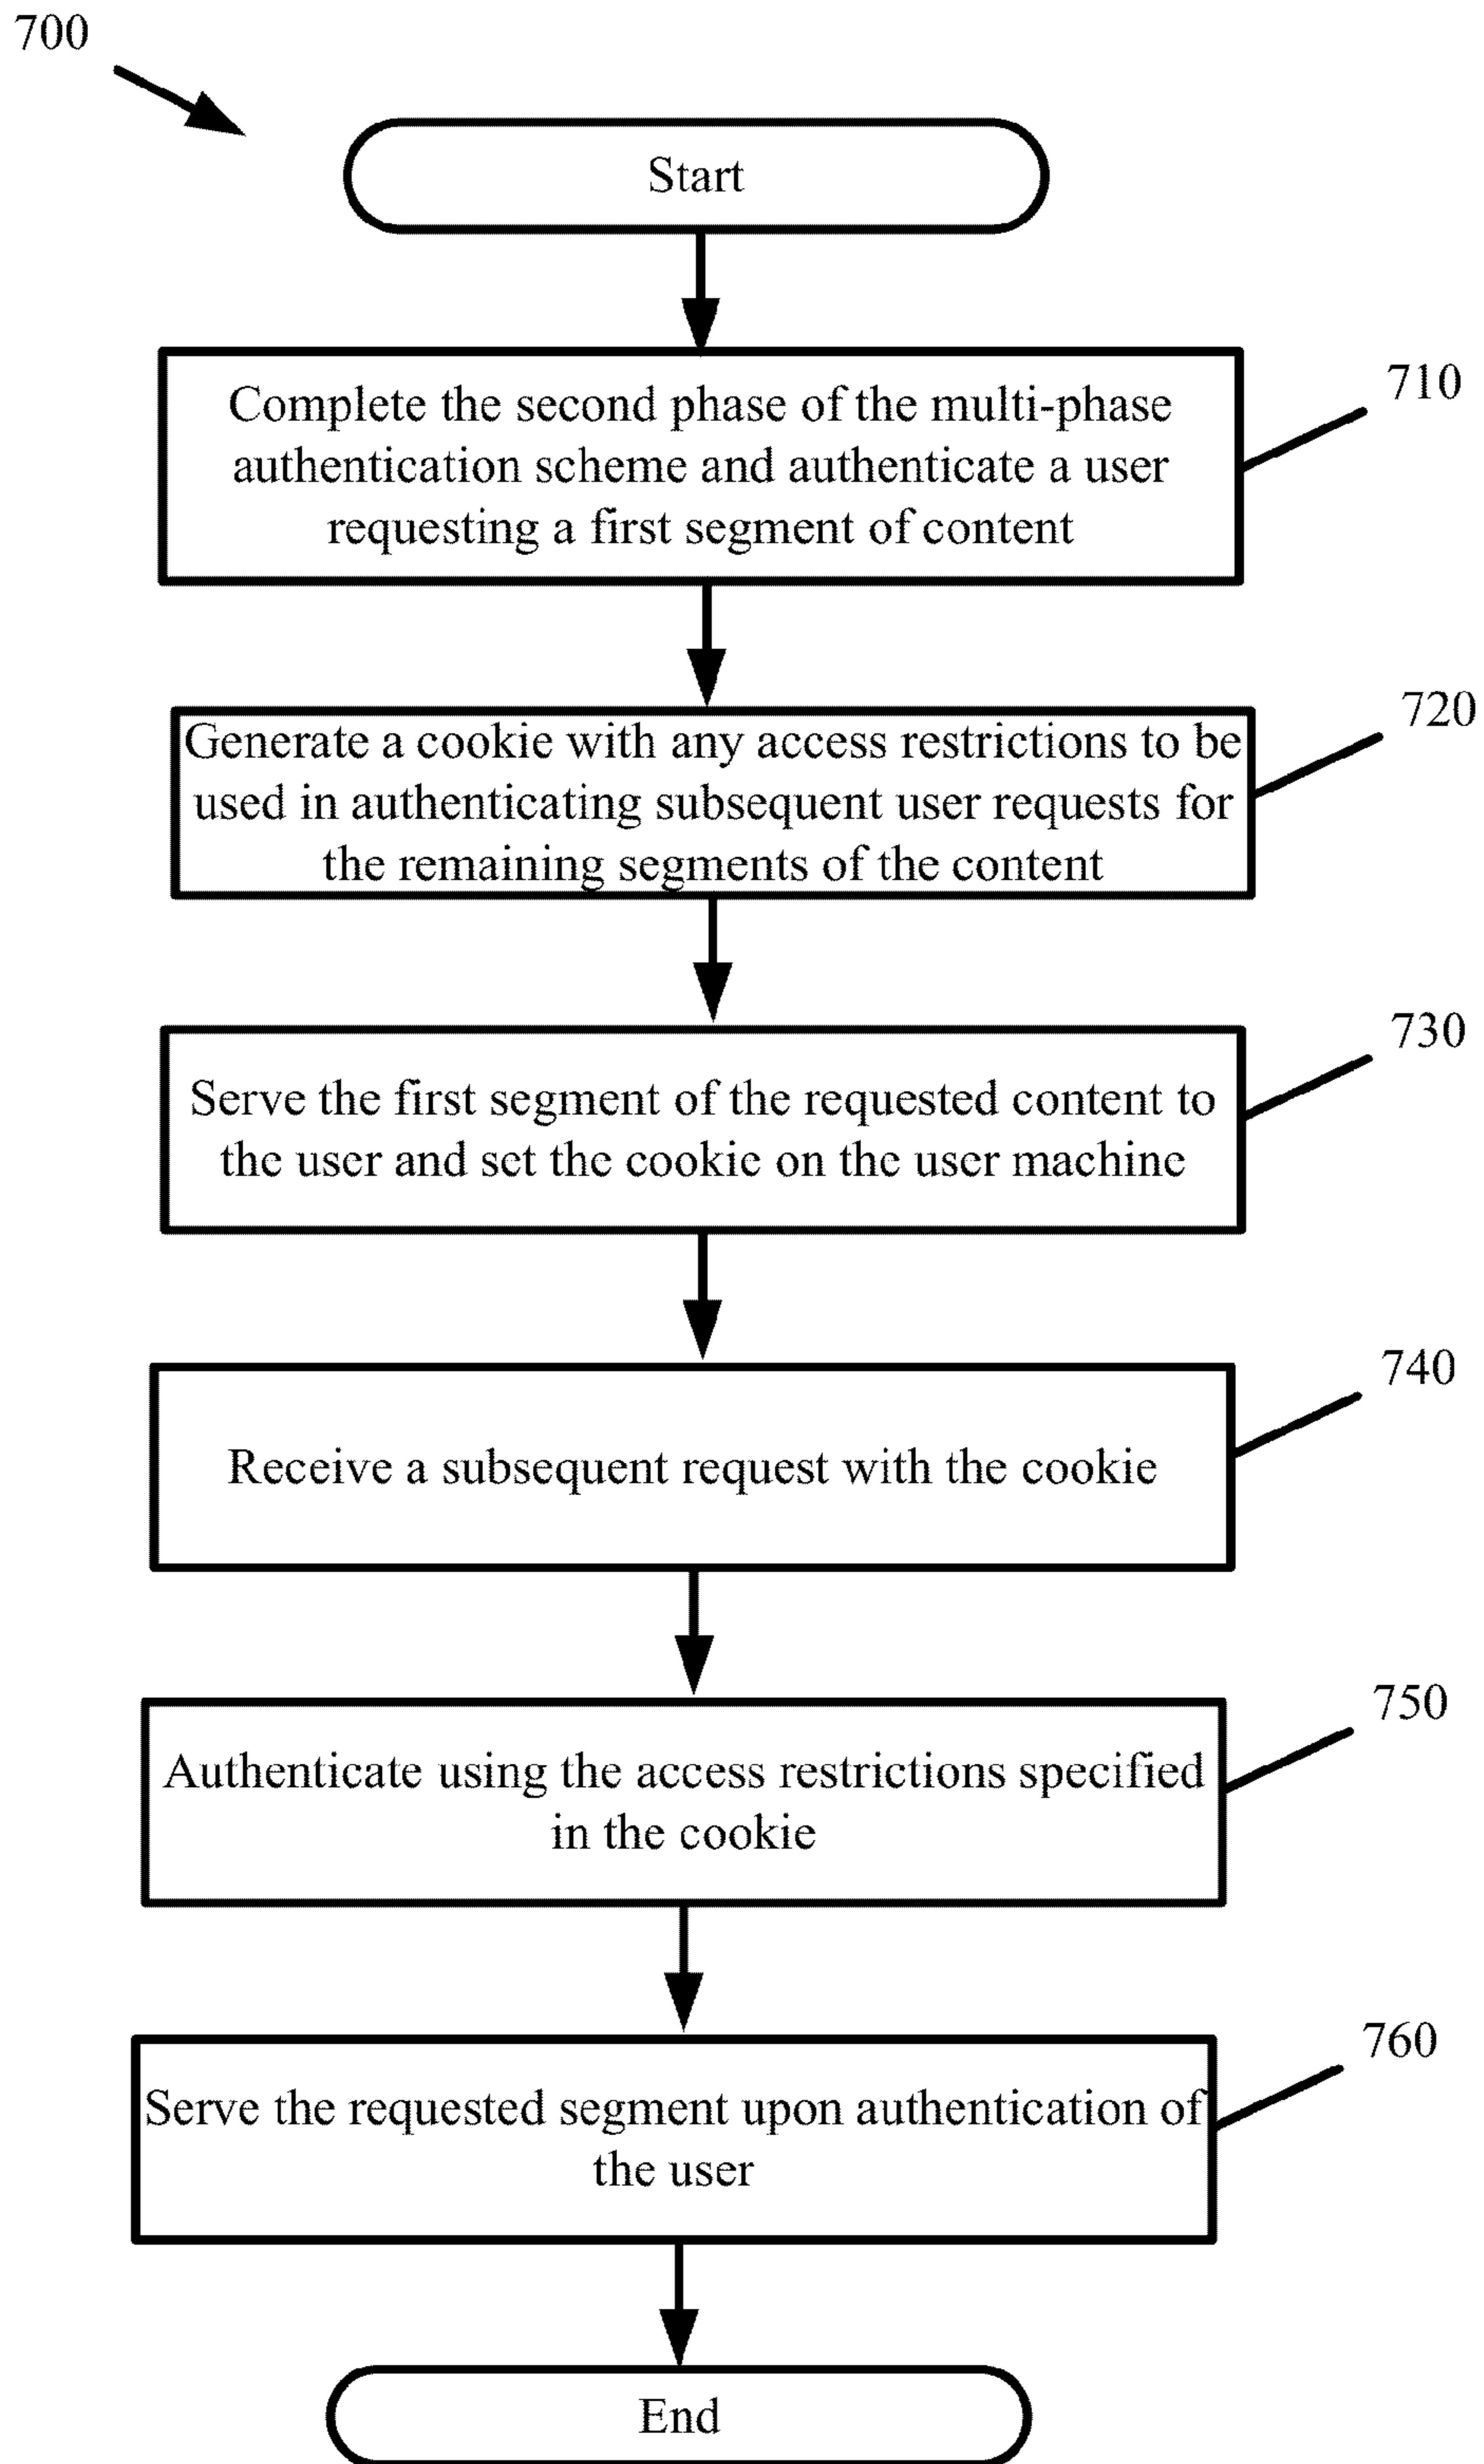 700
Start
Complete the second phase of the multi-phase
authentication scheme and authenticate a user
requesting a first segment of content
710
Generate a cookie with any access restrictions to be
used in authenticating subsequent user requests for
the remaining segments of the content
720
Serve the first segment of the requested content to
the user and set the cookie on the user machine
730
Receive a subsequent request with the cookie
740
Authenticate using the access restrictions specified
in the cookie
750
Serve the requested segment upon authentication of
the user
760
End